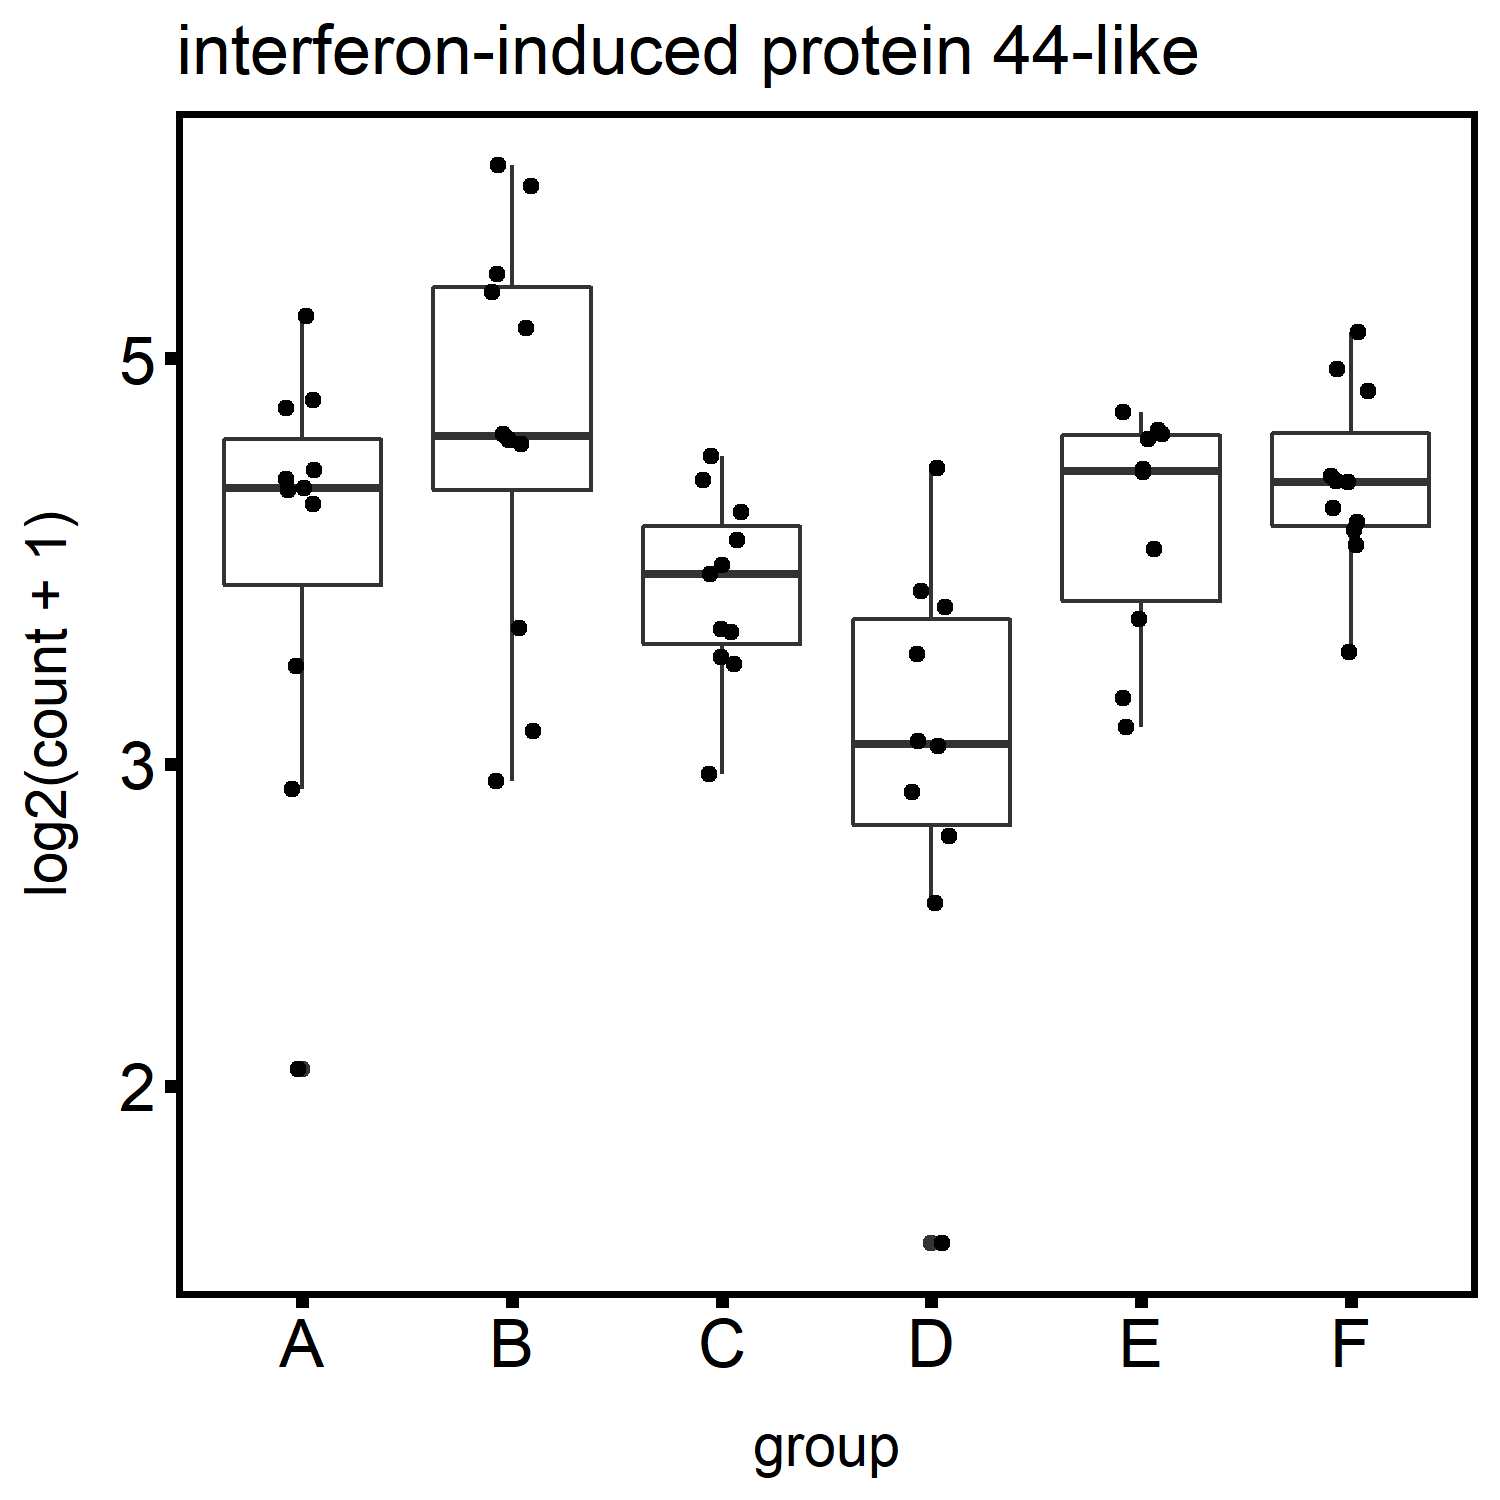 interferon-induced protein 44-like
log2(count + 1)
5
3
2
A B C D E F
group